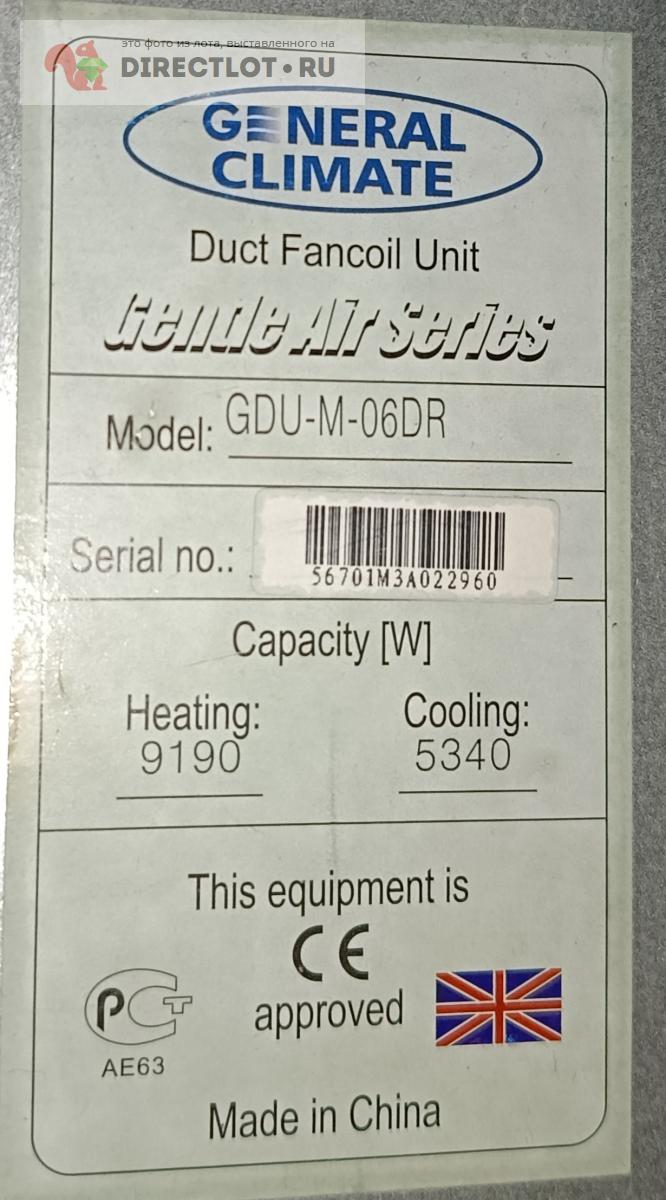 это фото из лота, выставленного на
DIRECTLOT.RU
GENERAL
CLIMATE
Duct Fancoil Unit
Gentle Air Series
Model: GDU-M-06DR
Serial no.:
56701M3A022960
Capacity [W]
Heating: Cooling:
9190 5340
This equipment is
CE
approved
РСТ
AE63
Made in China